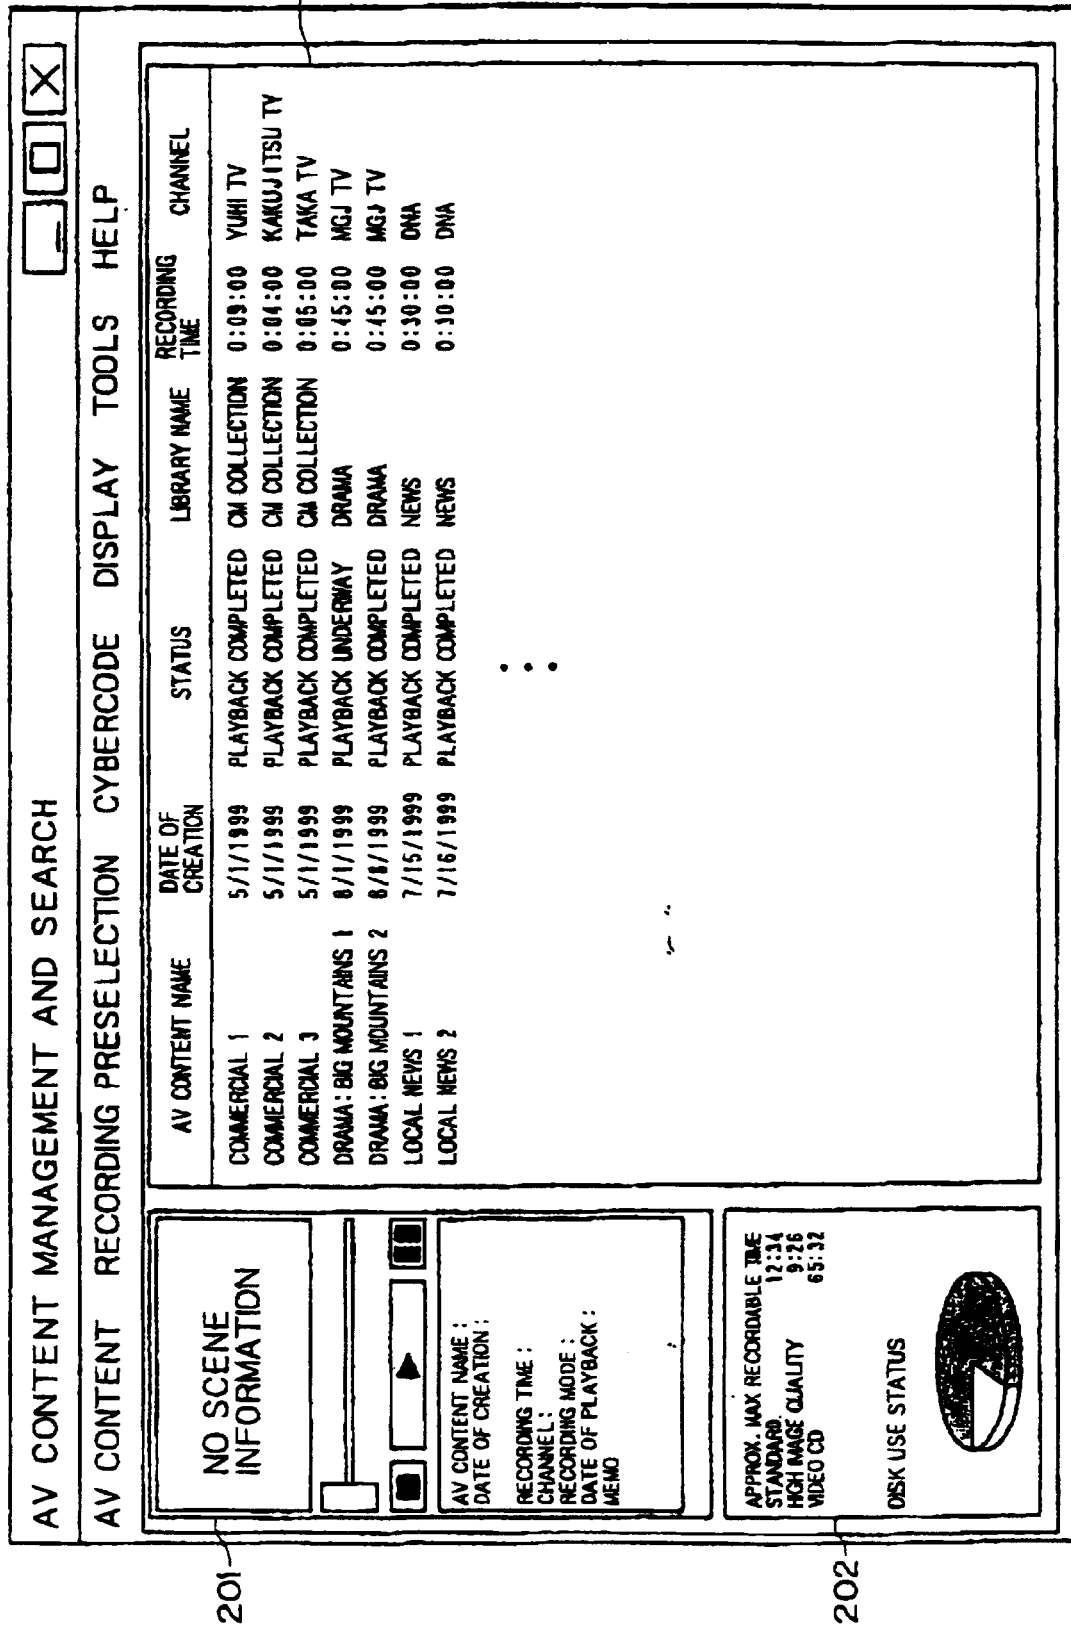 AV CONTENT MANAGEMENT AND SEARCH
AV CONTENT RECORDING PRESELECTION CYBERCODE DISPLAY TOOLS HELP
201
NO SCENE
INFORMATION
AV CONTENT NAME :
DATE OF CREATION :
RECORDING TIME :
CHANNEL :
RECORDING MODE :
DATE OF PLAYBACK :
MEMO
202
APPROX. MAX RECORDABLE TIME
STANDARD. 12:34
HIGH IMAGE QUALITY 9:26
VIDEO CD 65:32
DISK USE STATUS
AV CONTENT NAME DATE OF CREATION STATUS LIBRARY NAME RECORDING TIME CHANNEL
COMMERCIAL 1 5/1/1999 PLAYBACK COMPLETED CM COLLECTION 0:09:00 YUHI TV
COMMERCIAL 2 5/1/1999 PLAYBACK COMPLETED CM COLLECTION 0:04:00 KAKUJITSU TV
COMMERCIAL 3 5/1/1999 PLAYBACK COMPLETED CM COLLECTION 0:05:00 TAKA TV
DRAMA : BIG MOUNTAINS 1 8/1/1999 PLAYBACK UNDERWAY DRAMA 0:45:00 MGJ TV
DRAMA : BIG MOUNTAINS 2 8/8/1999 PLAYBACK COMPLETED DRAMA 0:45:00 MGJ TV
LOCAL NEWS 1 7/15/1999 PLAYBACK COMPLETED NEWS 0:30:00 DNA
LOCAL NEWS 2 7/16/1999 PLAYBACK COMPLETED NEWS 0:30:00 DNA